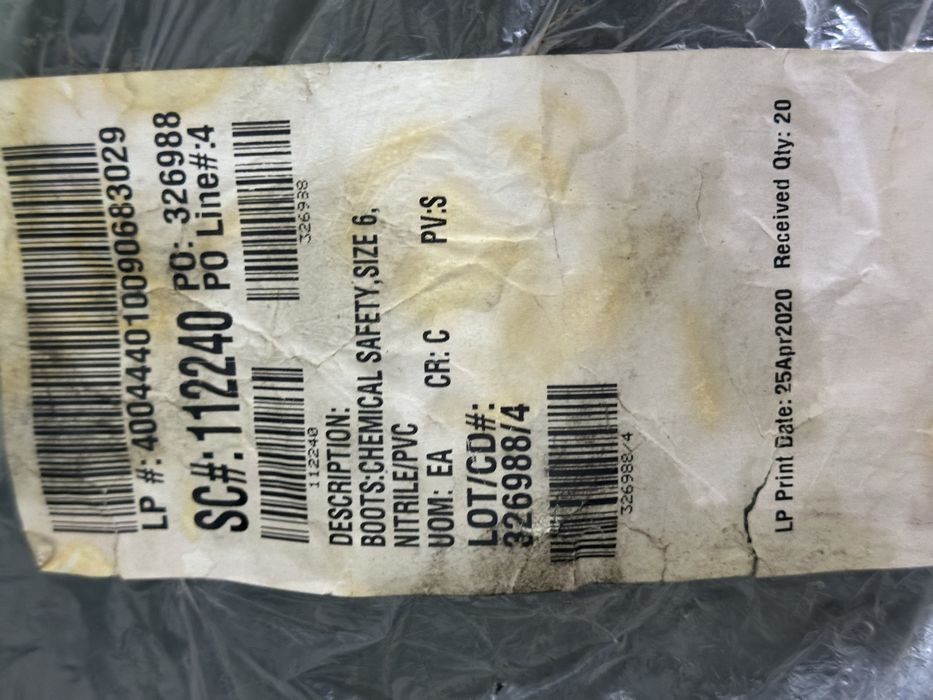 LP #: 400444010090683029
SC#:112240 PO: 326988
PO Line#:4
112240
326988
DESCRIPTION:
BOOTS:CHEMICAL SAFETY,SIZE 6,
NITRILE/PVC
UOM: EA CR: C PV:S
LOT/CD#:
326988/4
326988/4
LP Print Date: 25Apr2020 Received Qty: 20